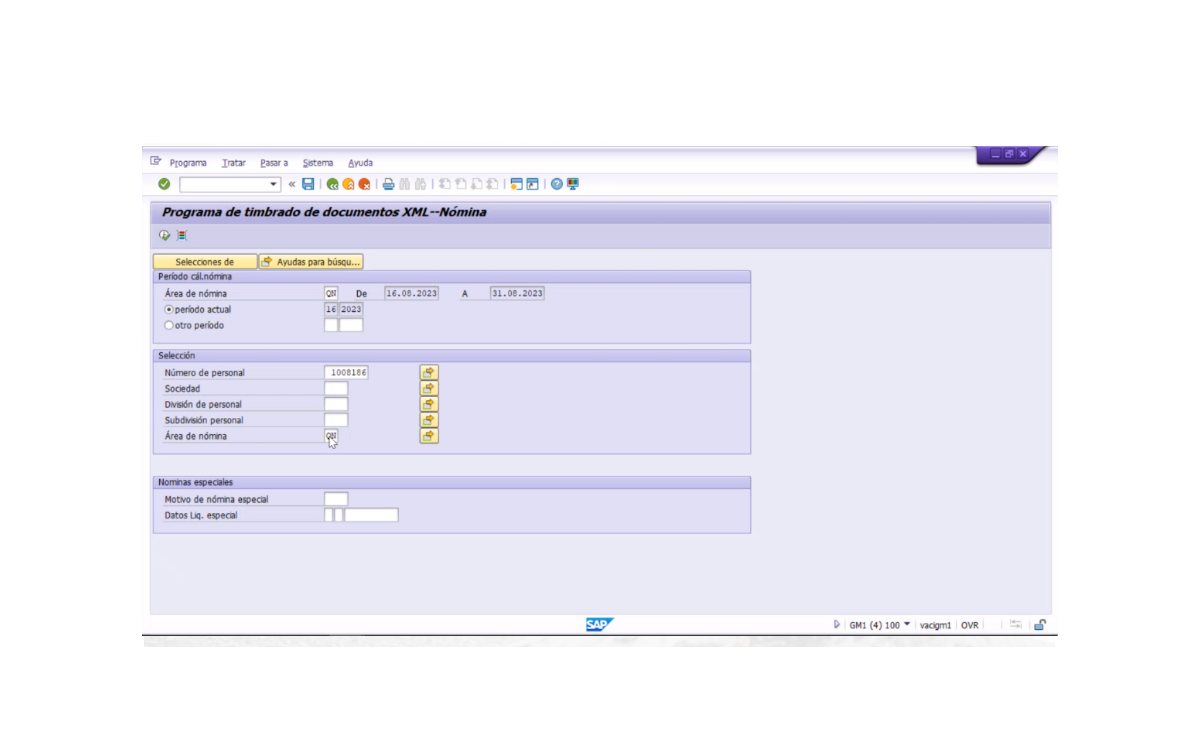 Programa Tratar Pasar a Sistema Ayuda
Programa de timbrado de documentos XML--Nómina
Selecciones de Ayudas para búsqu...
Período cál.nómina
Área de nómina QN De 16.08.2023 A 31.08.2023
período actual 16 2023
otro período
Selección
Número de personal 1008186
Sociedad
División de personal
Subdivisión personal
Área de nómina QN
Nominas especiales
Motivo de nómina especial
Datos Liq. especial
SAP GM1 (4) 100 vacigm1 OVR